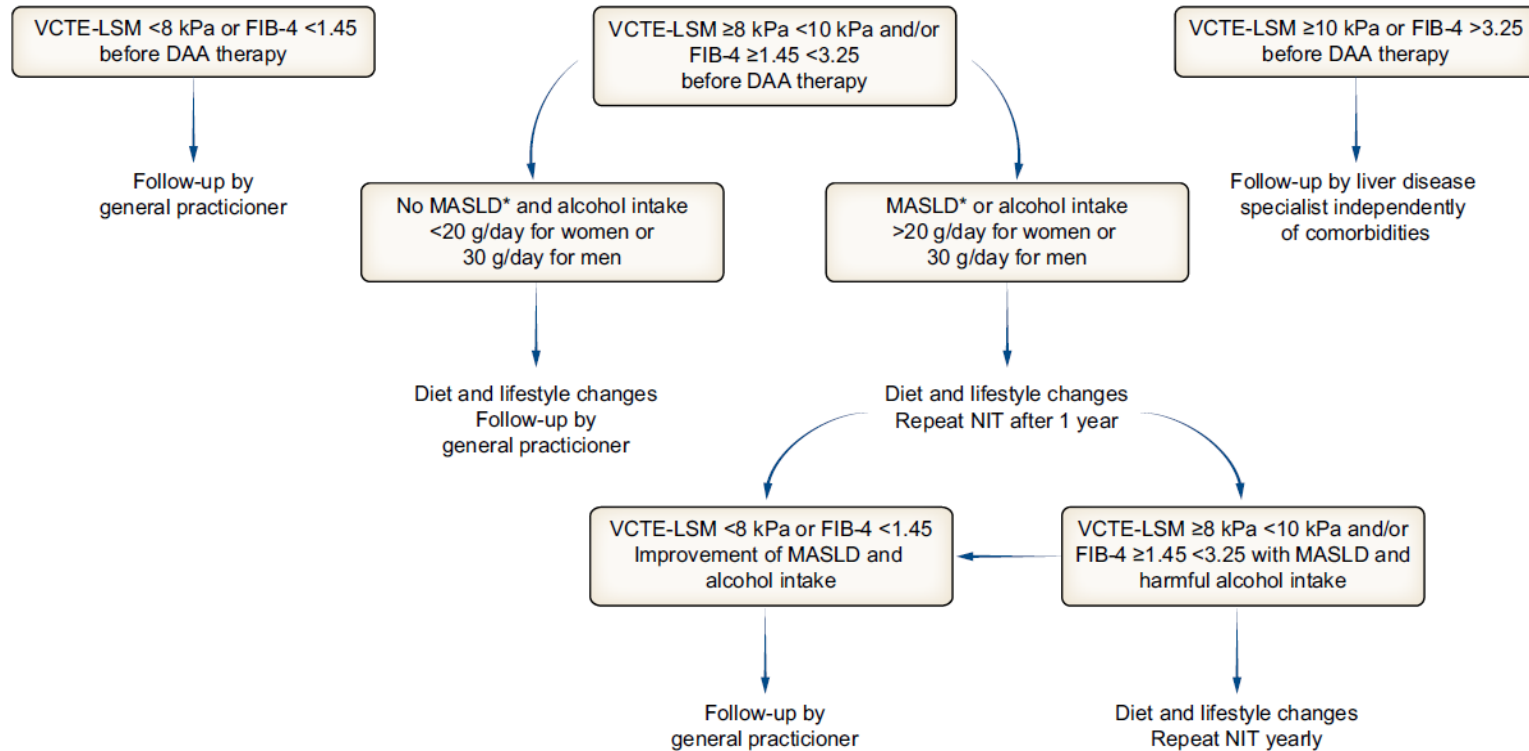 VCTE-LSM <8 kPa or FIB-4 <1.45
before DAA therapy
VCTE-LSM ≥8 kPa <10 kPa and/or
FIB-4 ≥1.45 <3.25
before DAA therapy
VCTE-LSM ≥10 kPa or FIB-4 >3.25
before DAA therapy
Follow-up by
general practicioner
No MASLD* and alcohol intake
<20 g/day for women or
30 g/day for men
MASLD* or alcohol intake
>20 g/day for women or
30 g/day for men
Follow-up by liver disease
specialist independently
of comorbidities
Diet and lifestyle changes
Follow-up by
general practicioner
Diet and lifestyle changes
Repeat NIT after 1 year
VCTE-LSM <8 kPa or FIB-4 <1.45
Improvement of MASLD and
alcohol intake
VCTE-LSM ≥8 kPa <10 kPa and/or
FIB-4 ≥1.45 <3.25 with MASLD and
harmful alcohol intake
Follow-up by
general practicioner
Diet and lifestyle changes
Repeat NIT yearly